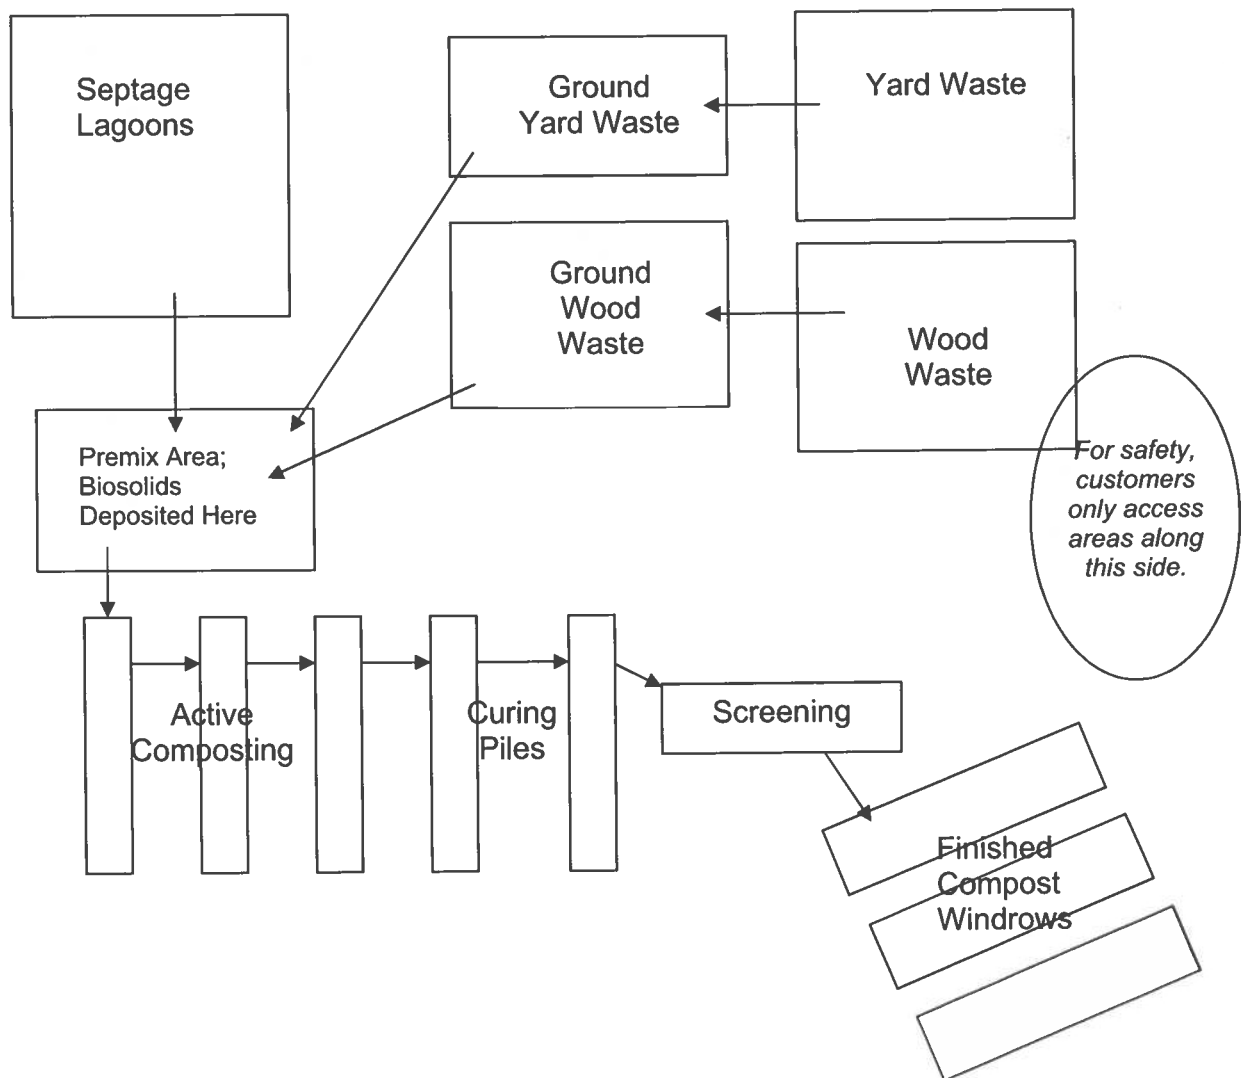 Septage
Lagoons
Ground
Yard Waste
Yard Waste
Ground
Wood
Waste
Wood
Waste
For safety,
customers
only access
areas along
this side.
Premix Area;
Biosolids
Deposited Here
Active
Composting
Curing
Piles
Screening
Finished
Compost
Windrows